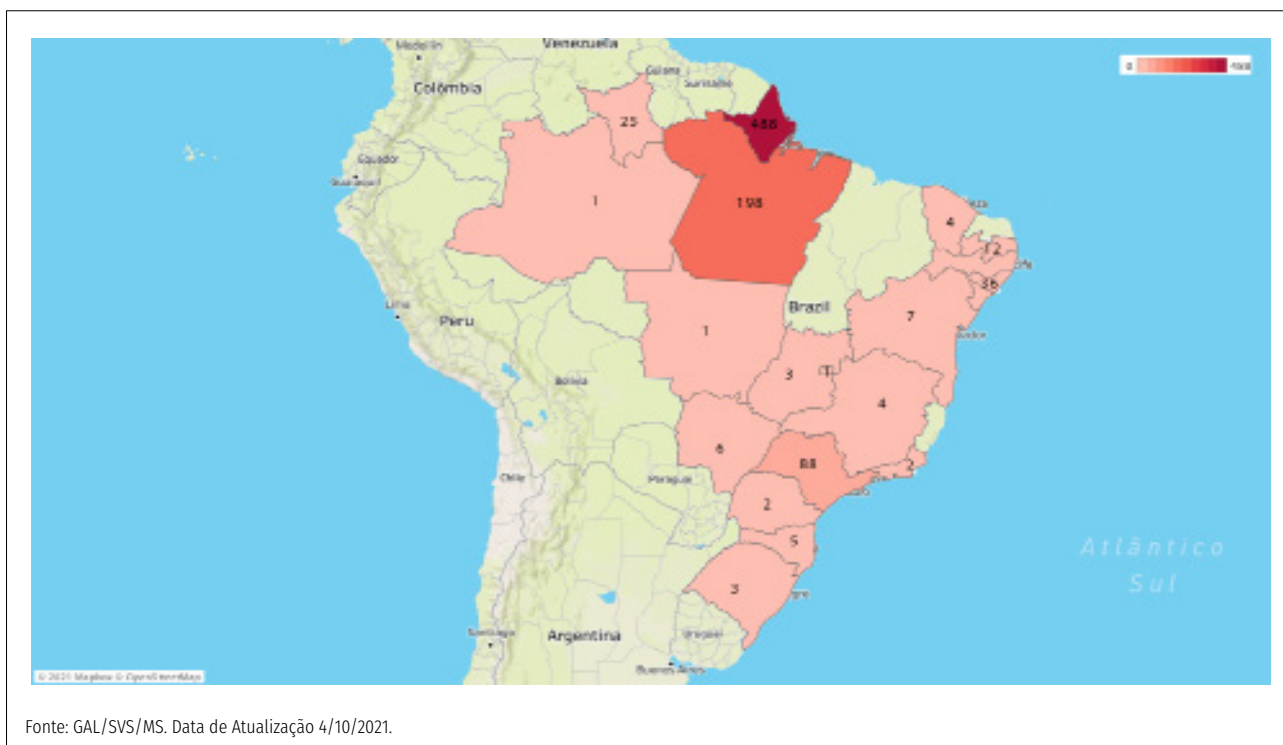 Medellín
Venezuela
Guiana
Suriname
Colômbia
0
25
Equador
Guayaquil
1
198
4
12
36
Lima
Peru
Brazil
1
7
Bolívia
3
4
6
88
2
Chile
Paraguai
2
5
3
Atlântico
Sul
Santiago
Argentina
Uruguai
Buenos Aires
© 2021 Mapbox © OpenStreetMap
Fonte: GAL/SVS/MS. Data de Atualização 4/10/2021.